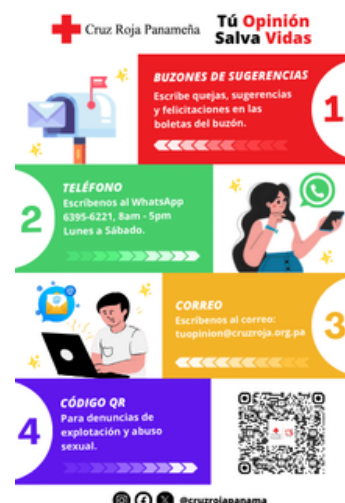 Cruz Roja Panameña
Tú Opinión
Salva Vidas
BUZONES DE SUGERENCIAS
Escribe quejas, sugerencias
y felicitaciones en las
boletas del buzón.
1
2
TELÉFONO
Escríbenos al WhatsApp
6395-6221, 8am - 5pm
Lunes a Sábado.
CORREO
Escríbenos al correo:
tuopinion@cruzroja.org.pa
3
4
CÓDIGO QR
Para denuncias de
explotación y abuso
sexual.
@cruzrojapanama